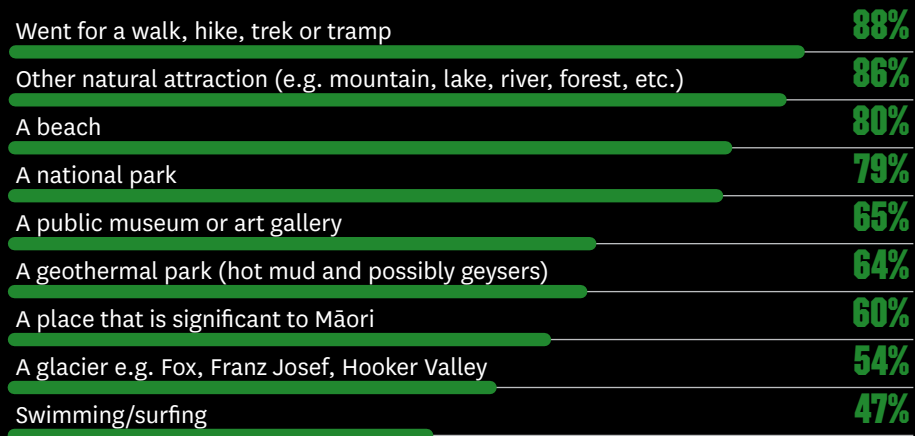 Went for a walk, hike, trek or tramp 88%
Other natural attraction (e.g. mountain, lake, river, forest, etc.) 86%
A beach 80%
A national park 79%
A public museum or art gallery 65%
A geothermal park (hot mud and possibly geysers) 64%
A place that is significant to Māori 60%
A glacier e.g. Fox, Franz Josef, Hooker Valley 54%
Swimming/surfing 47%